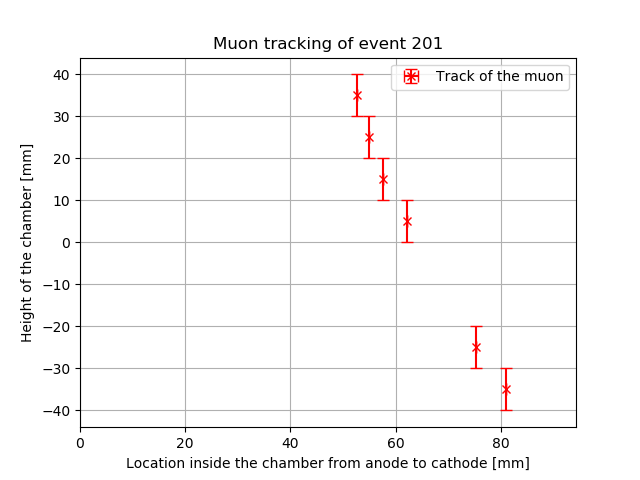 Muon tracking of event 201
Track of the muon
Height of the chamber [mm]
40
30
20
10
0
−10
−20
−30
−40
0 20 40 60 80
Location inside the chamber from anode to cathode [mm]